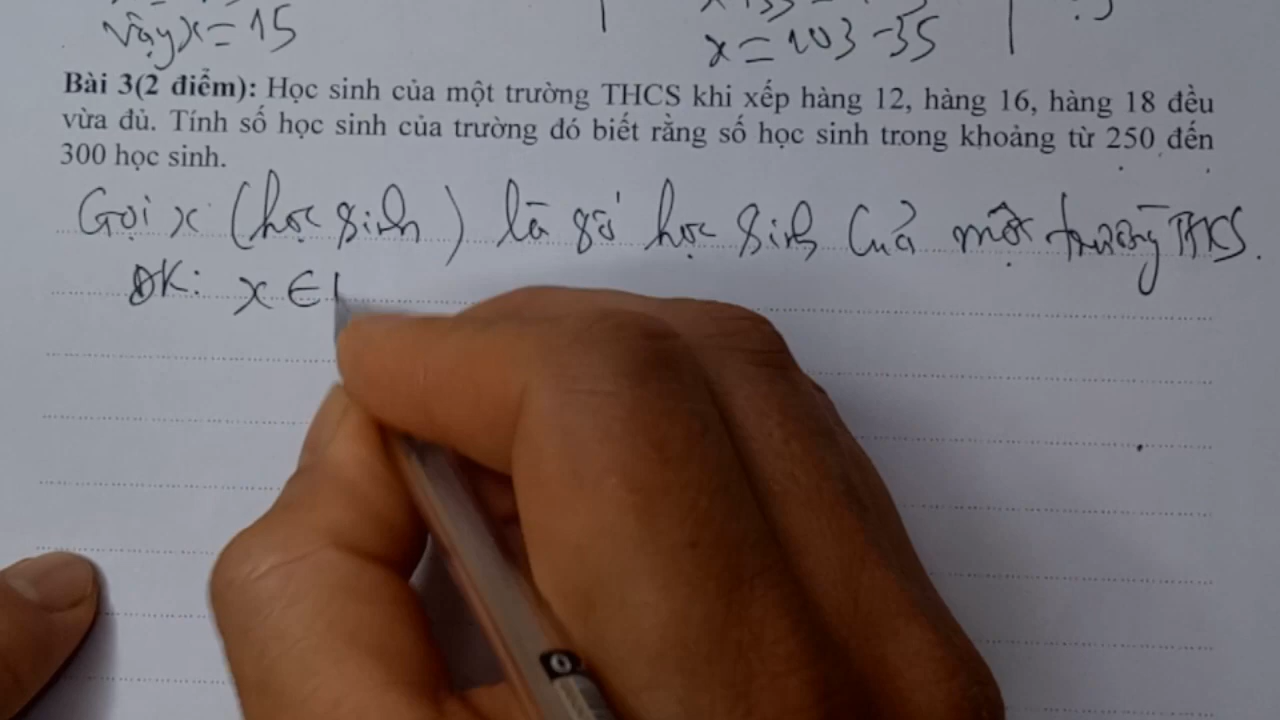 Vậy x = 15
x = 103 - 35
Bài 3(2 điểm): Học sinh của một trường THCS khi xếp hàng 12, hàng 16, hàng 18 đều
vừa đủ. Tính số học sinh của trường đó biết rằng số học sinh trong khoảng từ 250 đến
300 học sinh.
Gọi x (học sinh) là số học sinh của một trường THCS.
ĐK: x ∈